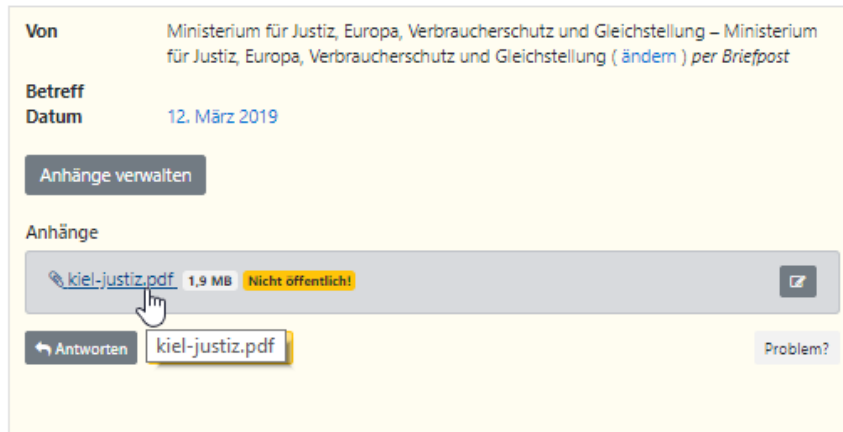 Von Ministerium für Justiz, Europa, Verbraucherschutz und Gleichstellung – Ministerium
für Justiz, Europa, Verbraucherschutz und Gleichstellung ( ändern ) per Briefpost
Betreff
Datum 12. März 2019
Anhänge verwalten
Anhänge
kiel-justiz.pdf 1,9 MB Nicht öffentlich!
Antworten kiel-justiz.pdf Problem?